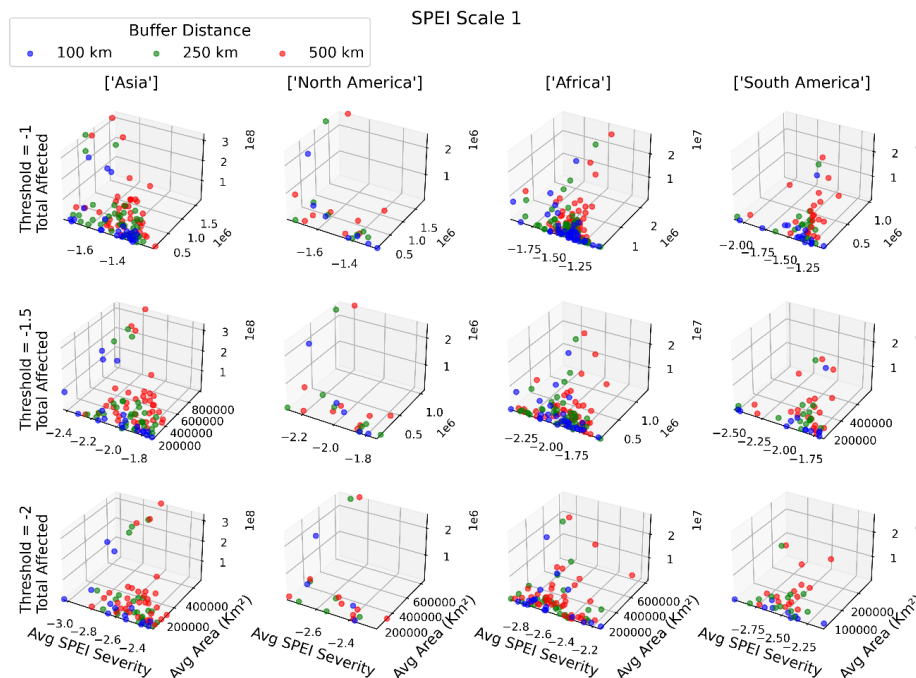 SPEI Scale 1
Buffer Distance
100 km 250 km 500 km
['Asia'] ['North America'] ['Africa'] ['South America']
Threshold = -1
Total Affected
1e8 1e6 1e7
3 2 1
2 1
2 1
2 1
−1.6 −1.4
0.5 1.0 1.5 1e6
−1.6 −1.4
0.5 1.0 1.5 1e6
−1.75 −1.50 −1.25
1 2 1e6
−2.00 −1.75 −1.50 −1.25
0.5 1.0 1e6
Threshold = -1.5
Total Affected
1e8 1e6 1e7
3 2 1
2 1
2 1
2 1
−2.4 −2.2 −2.0 −1.8
200000 400000 600000 800000
−2.2 −2.0
0.5 1.0 1e6
−2.25 −2.00 −1.75
0.5 1.0 1e6
−2.50 −2.25 −2.00 −1.75
200000 400000
Threshold = -2
Total Affected
1e8 1e6 1e7
3 2 1
2 1
2 1
2 1
−3.0 −2.8 −2.6 −2.4
200000 400000
−2.6 −2.4
200000 400000 600000
−2.8 −2.6 −2.4 −2.2
200000 400000 600000
−2.75 −2.50 −2.25
100000 200000
Avg SPEI Severity Avg Area (Km²) Avg SPEI Severity Avg Area (Km²) Avg SPEI Severity Avg Area (Km²) Avg SPEI Severity